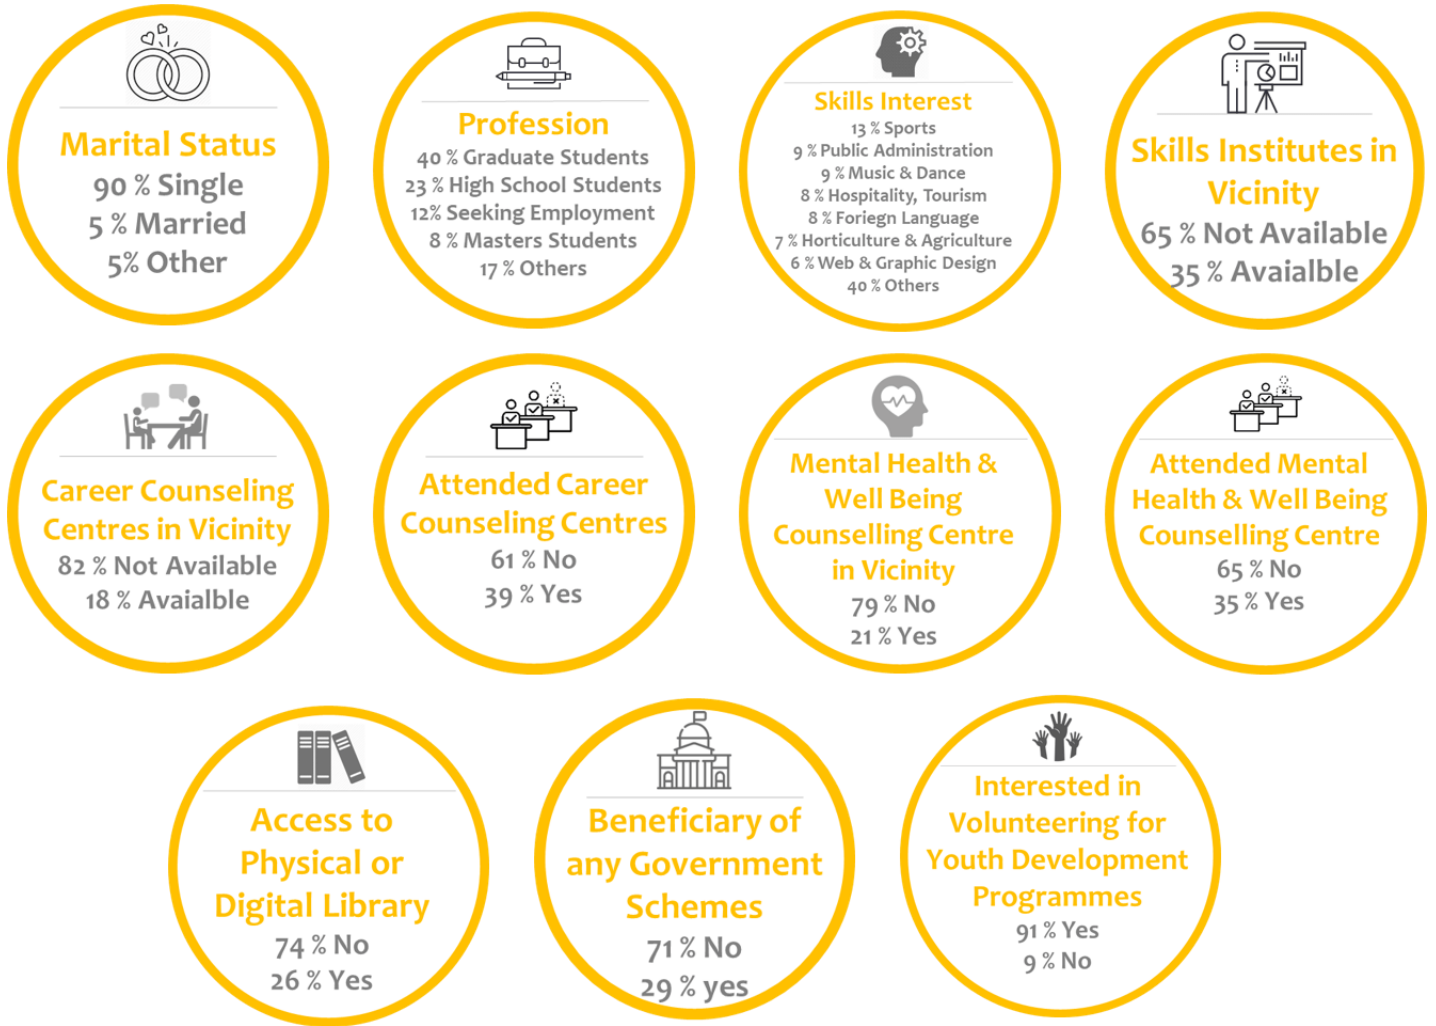 Marital Status
90 % Single
5 % Married
5% Other
Profession
40 % Graduate Students
23 % High School Students
12% Seeking Employment
8 % Masters Students
17 % Others
Skills Interest
13 % Sports
9 % Public Administration
9 % Music & Dance
8 % Hospitality, Tourism
8 % Foriegn Language
7 % Horticulture & Agriculture
6 % Web & Graphic Design
40 % Others
Skills Institutes in
Vicinity
65 % Not Available
35 % Avaialble
Career Counseling
Centres in Vicinity
82 % Not Available
18 % Avaialble
Attended Career
Counseling Centres
61 % No
39 % Yes
Mental Health &
Well Being
Counselling Centre
in Vicinity
79 % No
21 % Yes
Attended Mental
Health & Well Being
Counselling Centre
65 % No
35 % Yes
Access to
Physical or
Digital Library
74 % No
26 % Yes
Beneficiary of
any Government
Schemes
71 % No
29 % yes
Interested in
Volunteering for
Youth Development
Programmes
91 % Yes
9 % No